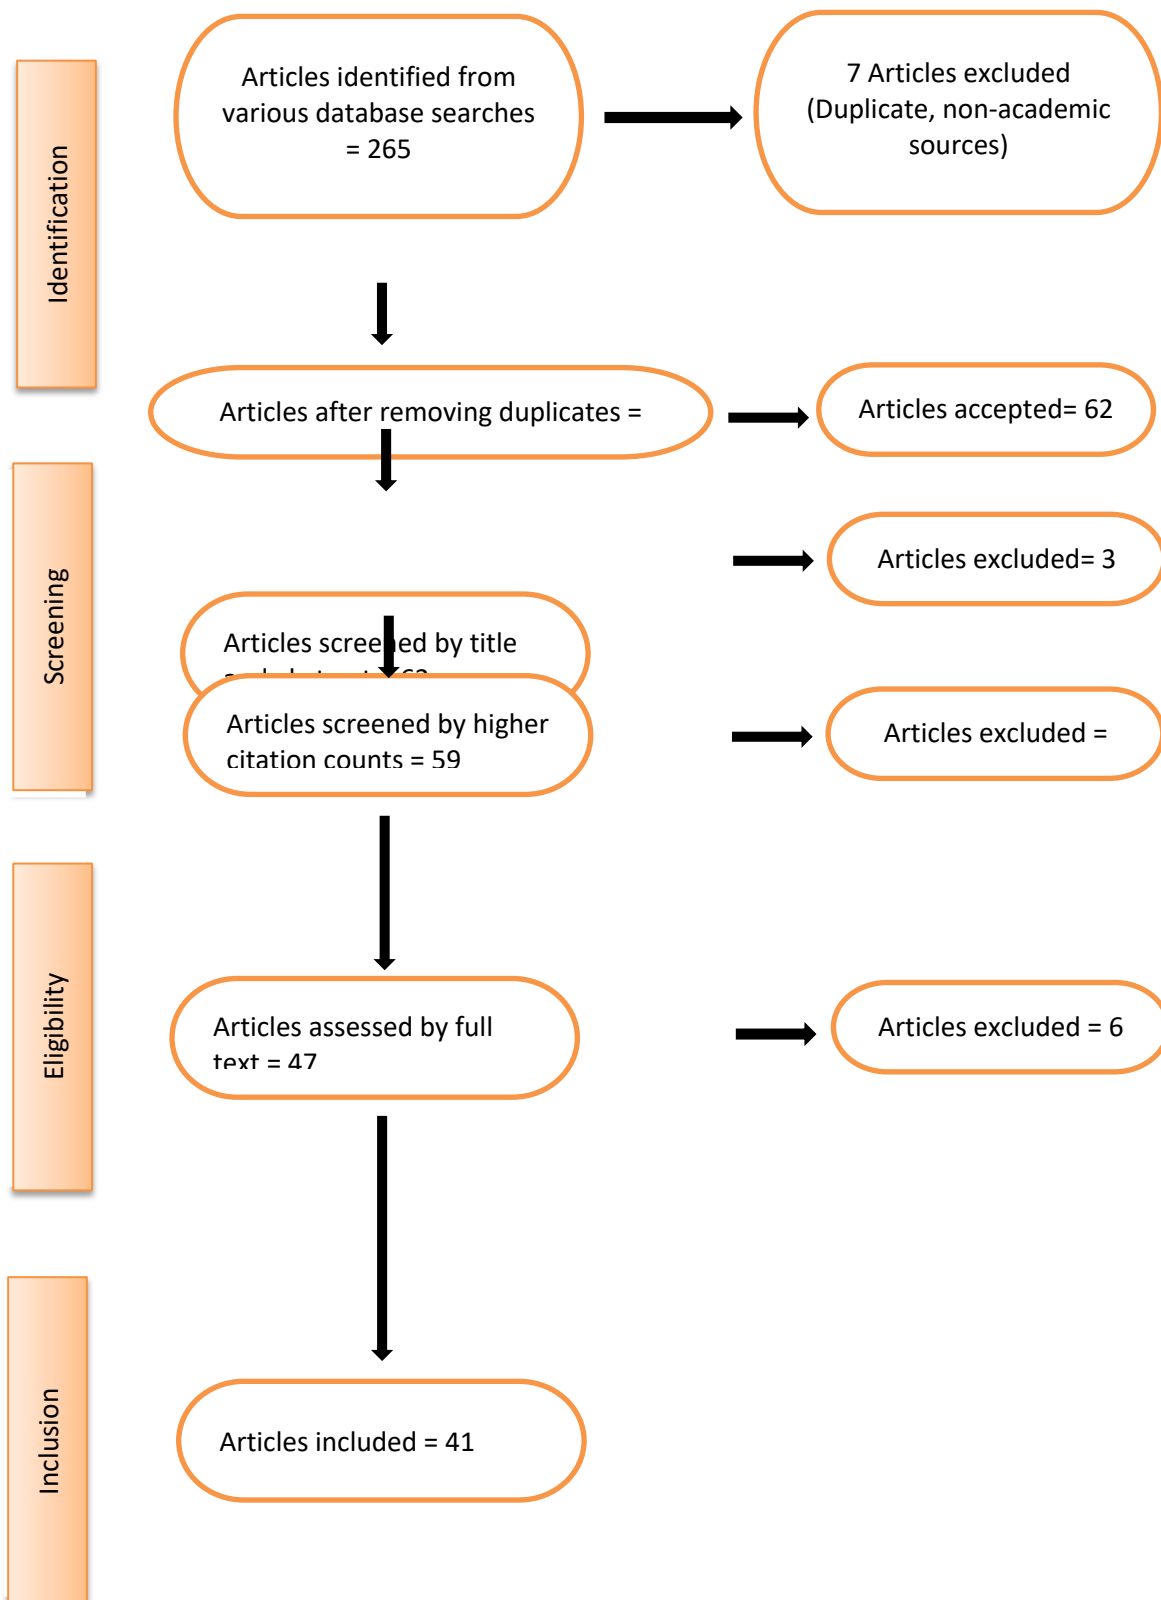 Identification
Articles identified from
various database searches
= 265
7 Articles excluded
(Duplicate, non-academic
sources)
Articles after removing duplicates =
Articles accepted= 62
Screening
Articles excluded= 3
Articles screened by title
Articles screened by higher
citation counts = 59
Articles excluded =
Eligibility
Articles assessed by full
text = 47
Articles excluded = 6
Inclusion
Articles included = 41